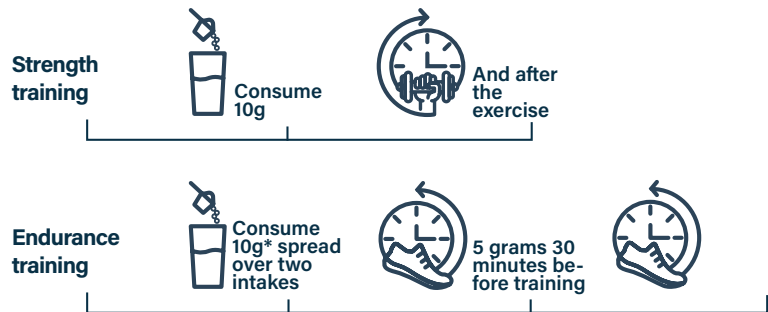 Strength
training
Consume
10g
And after
the
exercise
Endurance
training
Consume
10g* spread
over two
intakes
5 grams 30
minutes be-
fore training